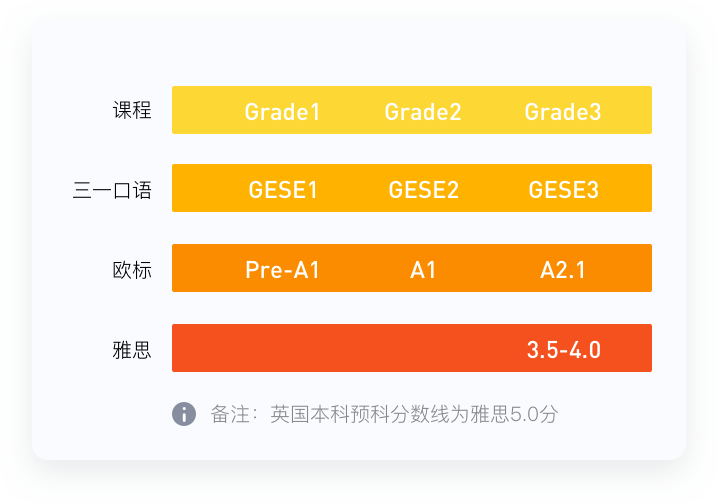 课程 Grade1 Grade2 Grade3
三一口语 GESE1 GESE2 GESE3
欧标 Pre-A1 A1 A2.1
雅思 3.5-4.0
备注：英国本科预科分数线为雅思5.0分